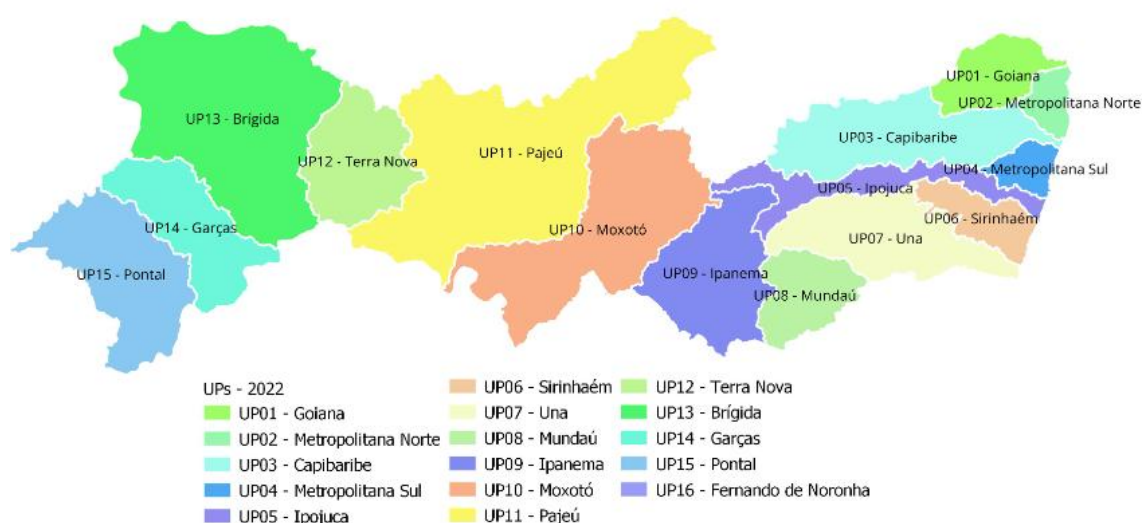 UP01 - Goiana
UP02 - Metropolitana Norte
UP13 - Brígida
UP03 - Capibaribe
UP12 - Terra Nova
UP11 - Pajeú
UP04 - Metropolitana Sul
UP05 - Ipojuca
UP06 - Sirinhaém
UP14 - Garças
UP10 - Moxotó
UP07 - Una
UP15 - Pontal
UP09 - Ipanema
UP08 - Mundaú
UPs - 2022
UP01 - Goiana
UP02 - Metropolitana Norte
UP03 - Capibaribe
UP04 - Metropolitana Sul
UP05 - Ipojuca
UP06 - Sirinhaém
UP07 - Una
UP08 - Mundaú
UP09 - Ipanema
UP10 - Moxotó
UP11 - Pajeú
UP12 - Terra Nova
UP13 - Brígida
UP14 - Garças
UP15 - Pontal
UP16 - Fernando de Noronha